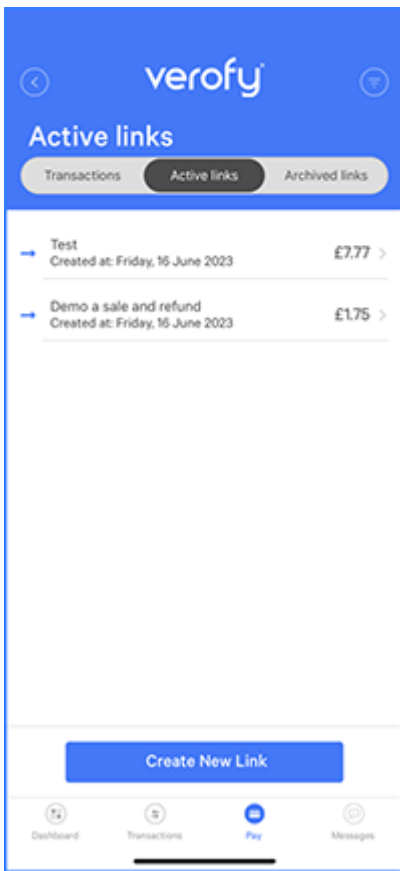 verofy
Active links
Transactions Active links Archived links
Test £7.77
Created at: Friday, 16 June 2023
Demo a sale and refund £1.75
Created at: Friday, 16 June 2023
Create New Link
Dashboard Transactions Pay Messages